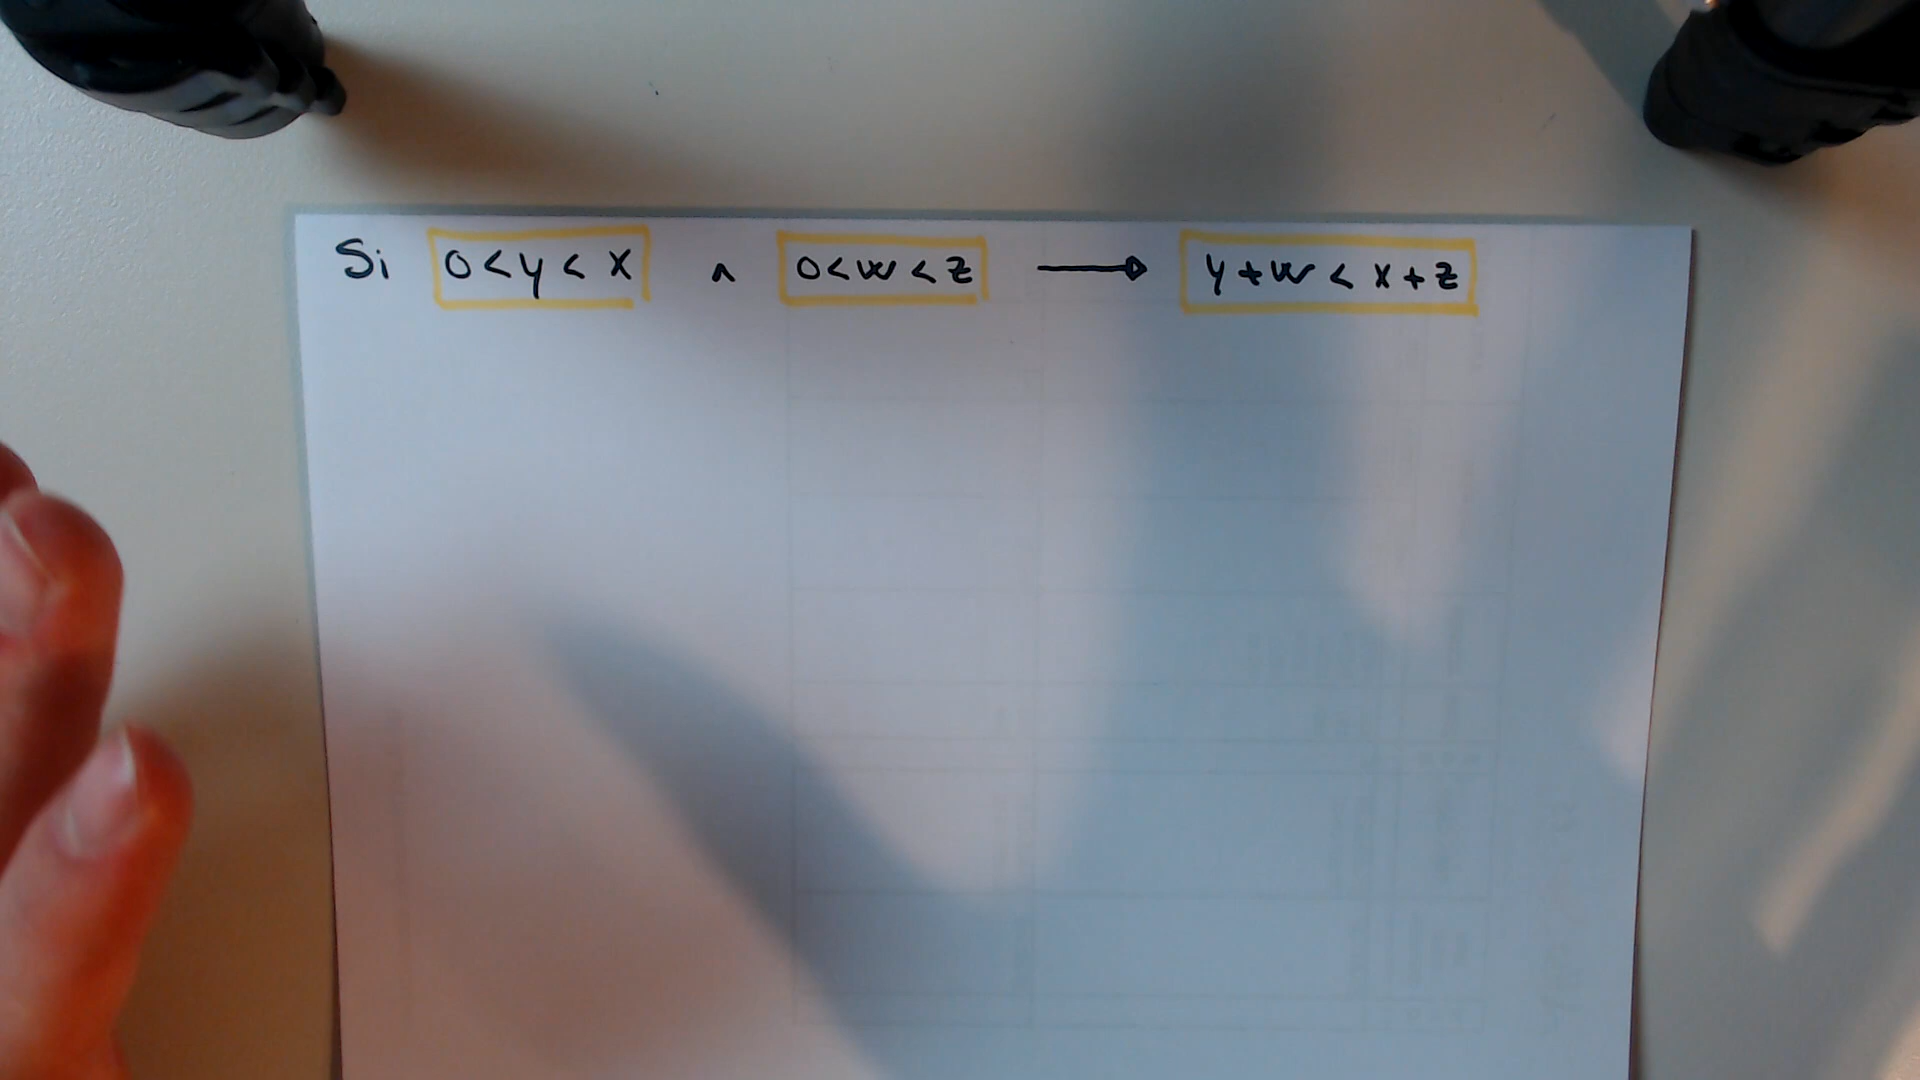 Si 0<y<x ∧ 0<w<z → y+w<x+z